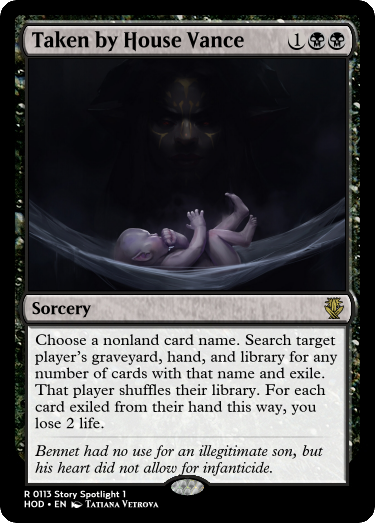 Taken by House Vance 1
Sorcery
Choose a nonland card name. Search target
player's graveyard, hand, and library for any
number of cards with that name and exile.
That player shuffles their library. For each
card exiled from their hand this way, you
lose 2 life.
Bennet had no use for an illegitimate son, but
his heart did not allow for infanticide.
R 0113 Story Spotlight 1
HOD • EN Tatiana Vetrova